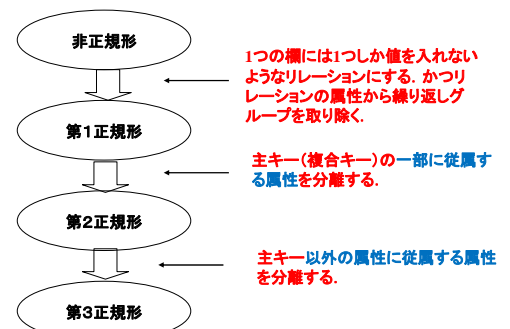 非正規形
1つの欄には1つしか値を入れない
ようなリレーションにする．かつリ
レーションの属性から繰り返しグ
ループを取り除く．
第1正規形
主キー（複合キー）の一部に従属す
る属性を分離する．
第2正規形
主キー以外の属性に従属する属性
を分離する．
第3正規形